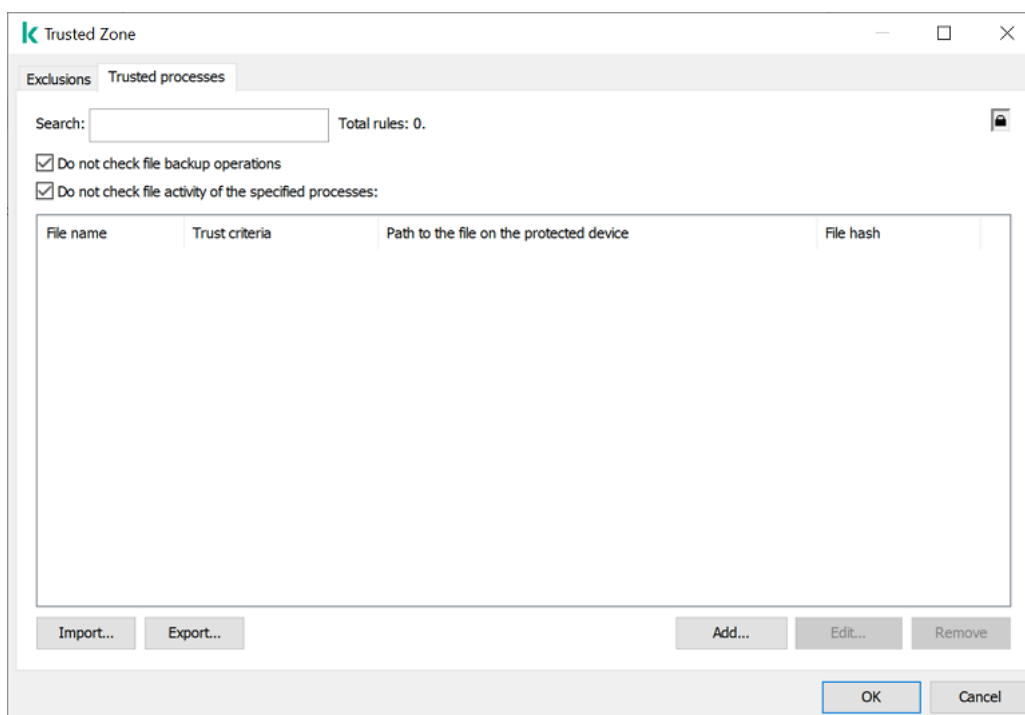 Trusted Zone
Exclusions Trusted processes
Search: Total rules: 0.
Do not check file backup operations
Do not check file activity of the specified processes:
File name Trust criteria Path to the file on the protected device File hash
Import... Export... Add... Edit... Remove
OK Cancel